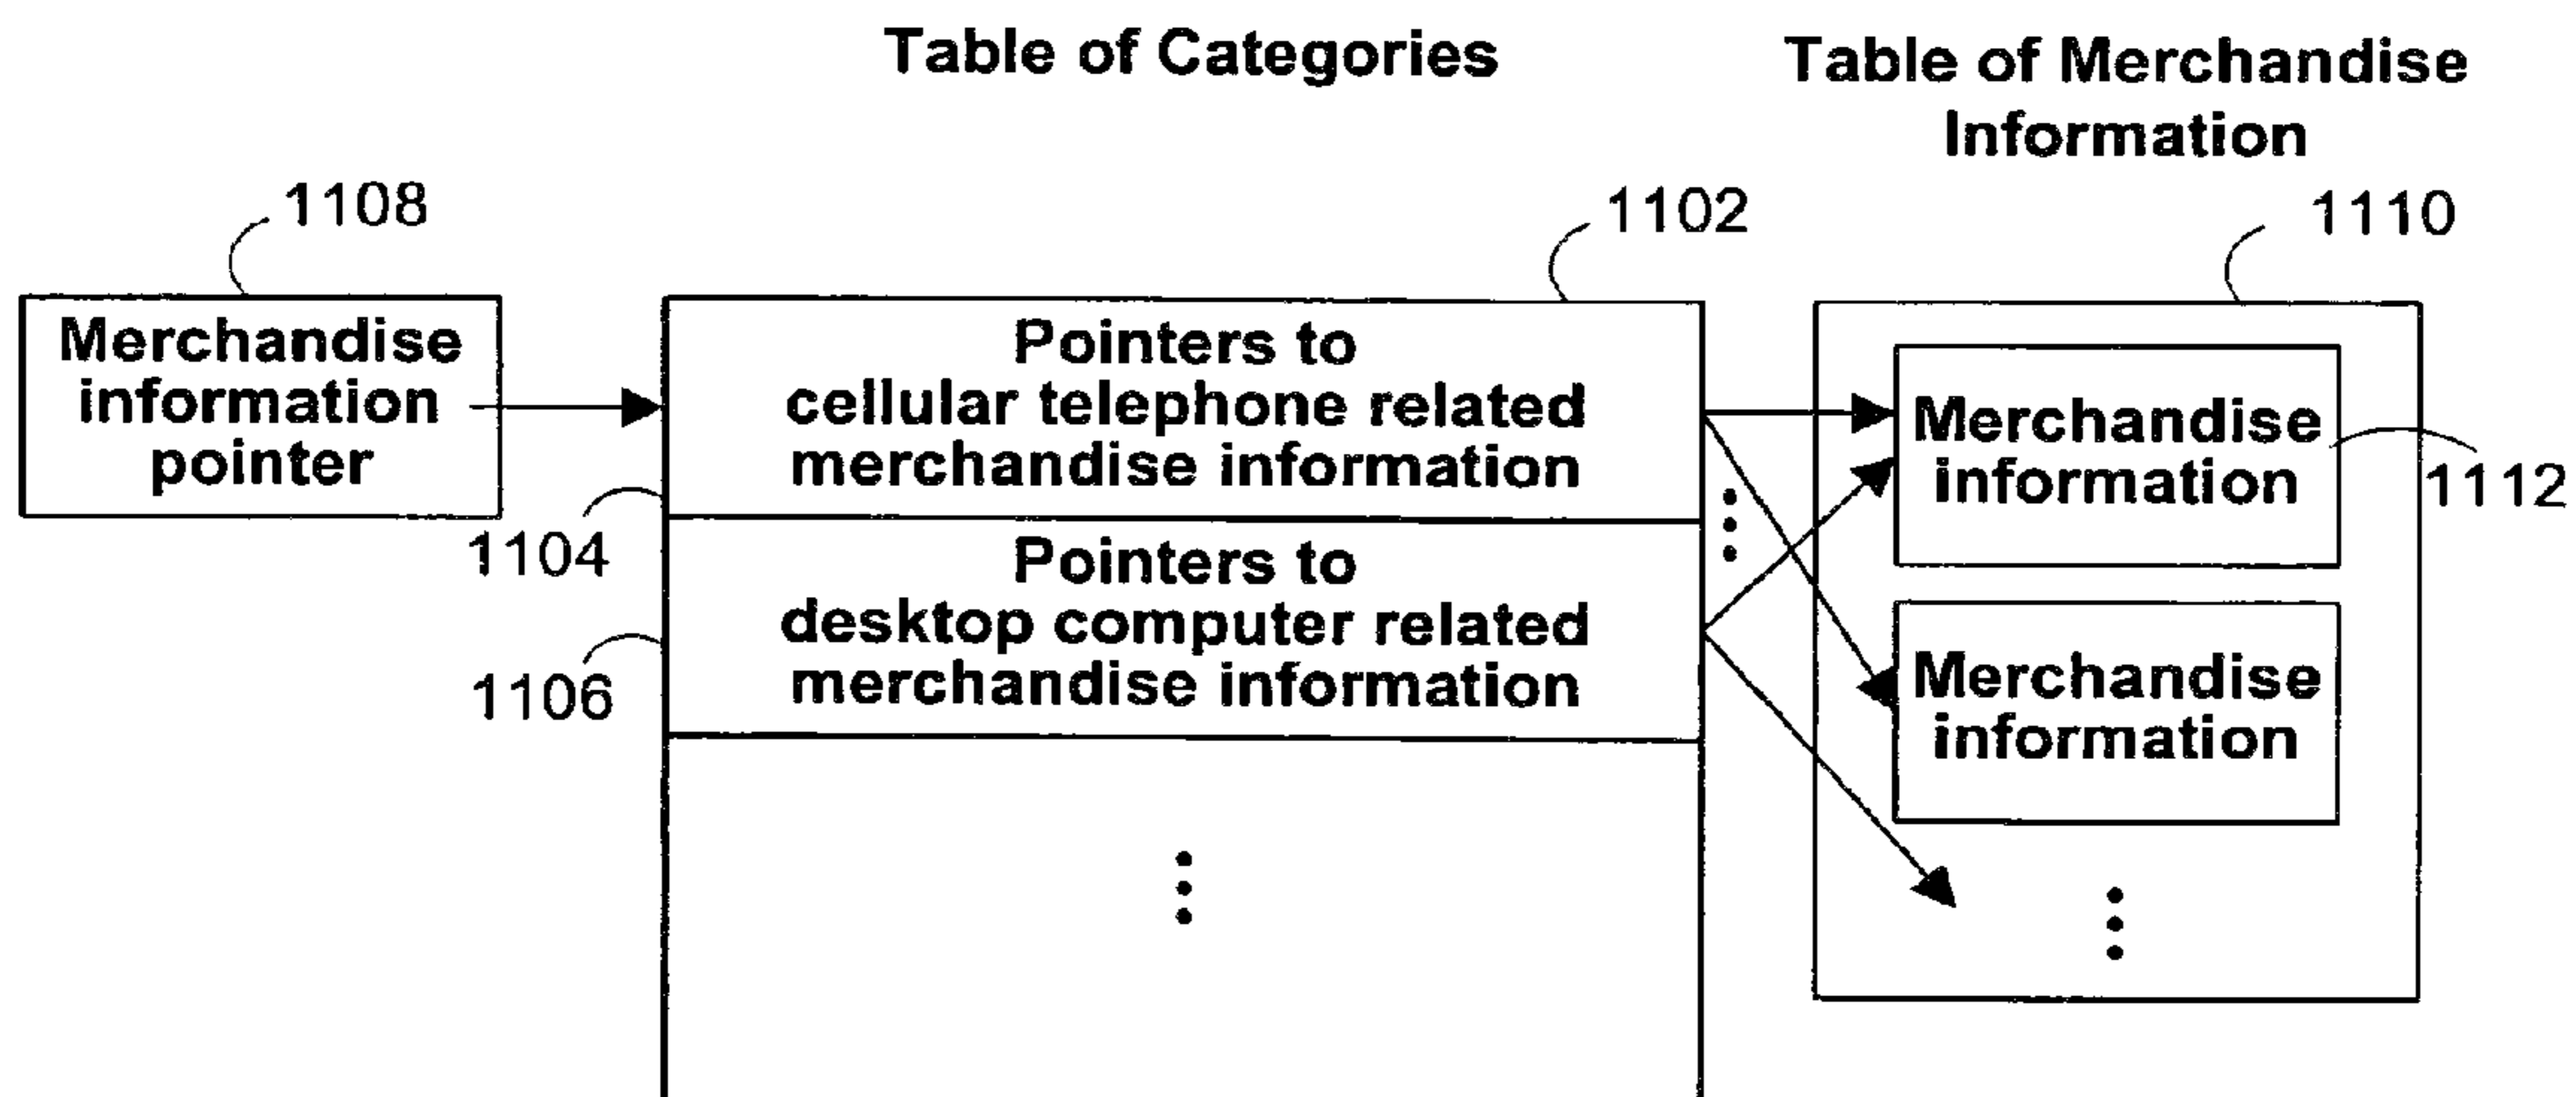 Table of Categories
Table of Merchandise
Information
1108
1102
1110
Merchandise
information
pointer
Pointers to
cellular telephone related
merchandise information
Merchandise
information
1112
1104
Pointers to
desktop computer related
merchandise information
1106
Merchandise
information